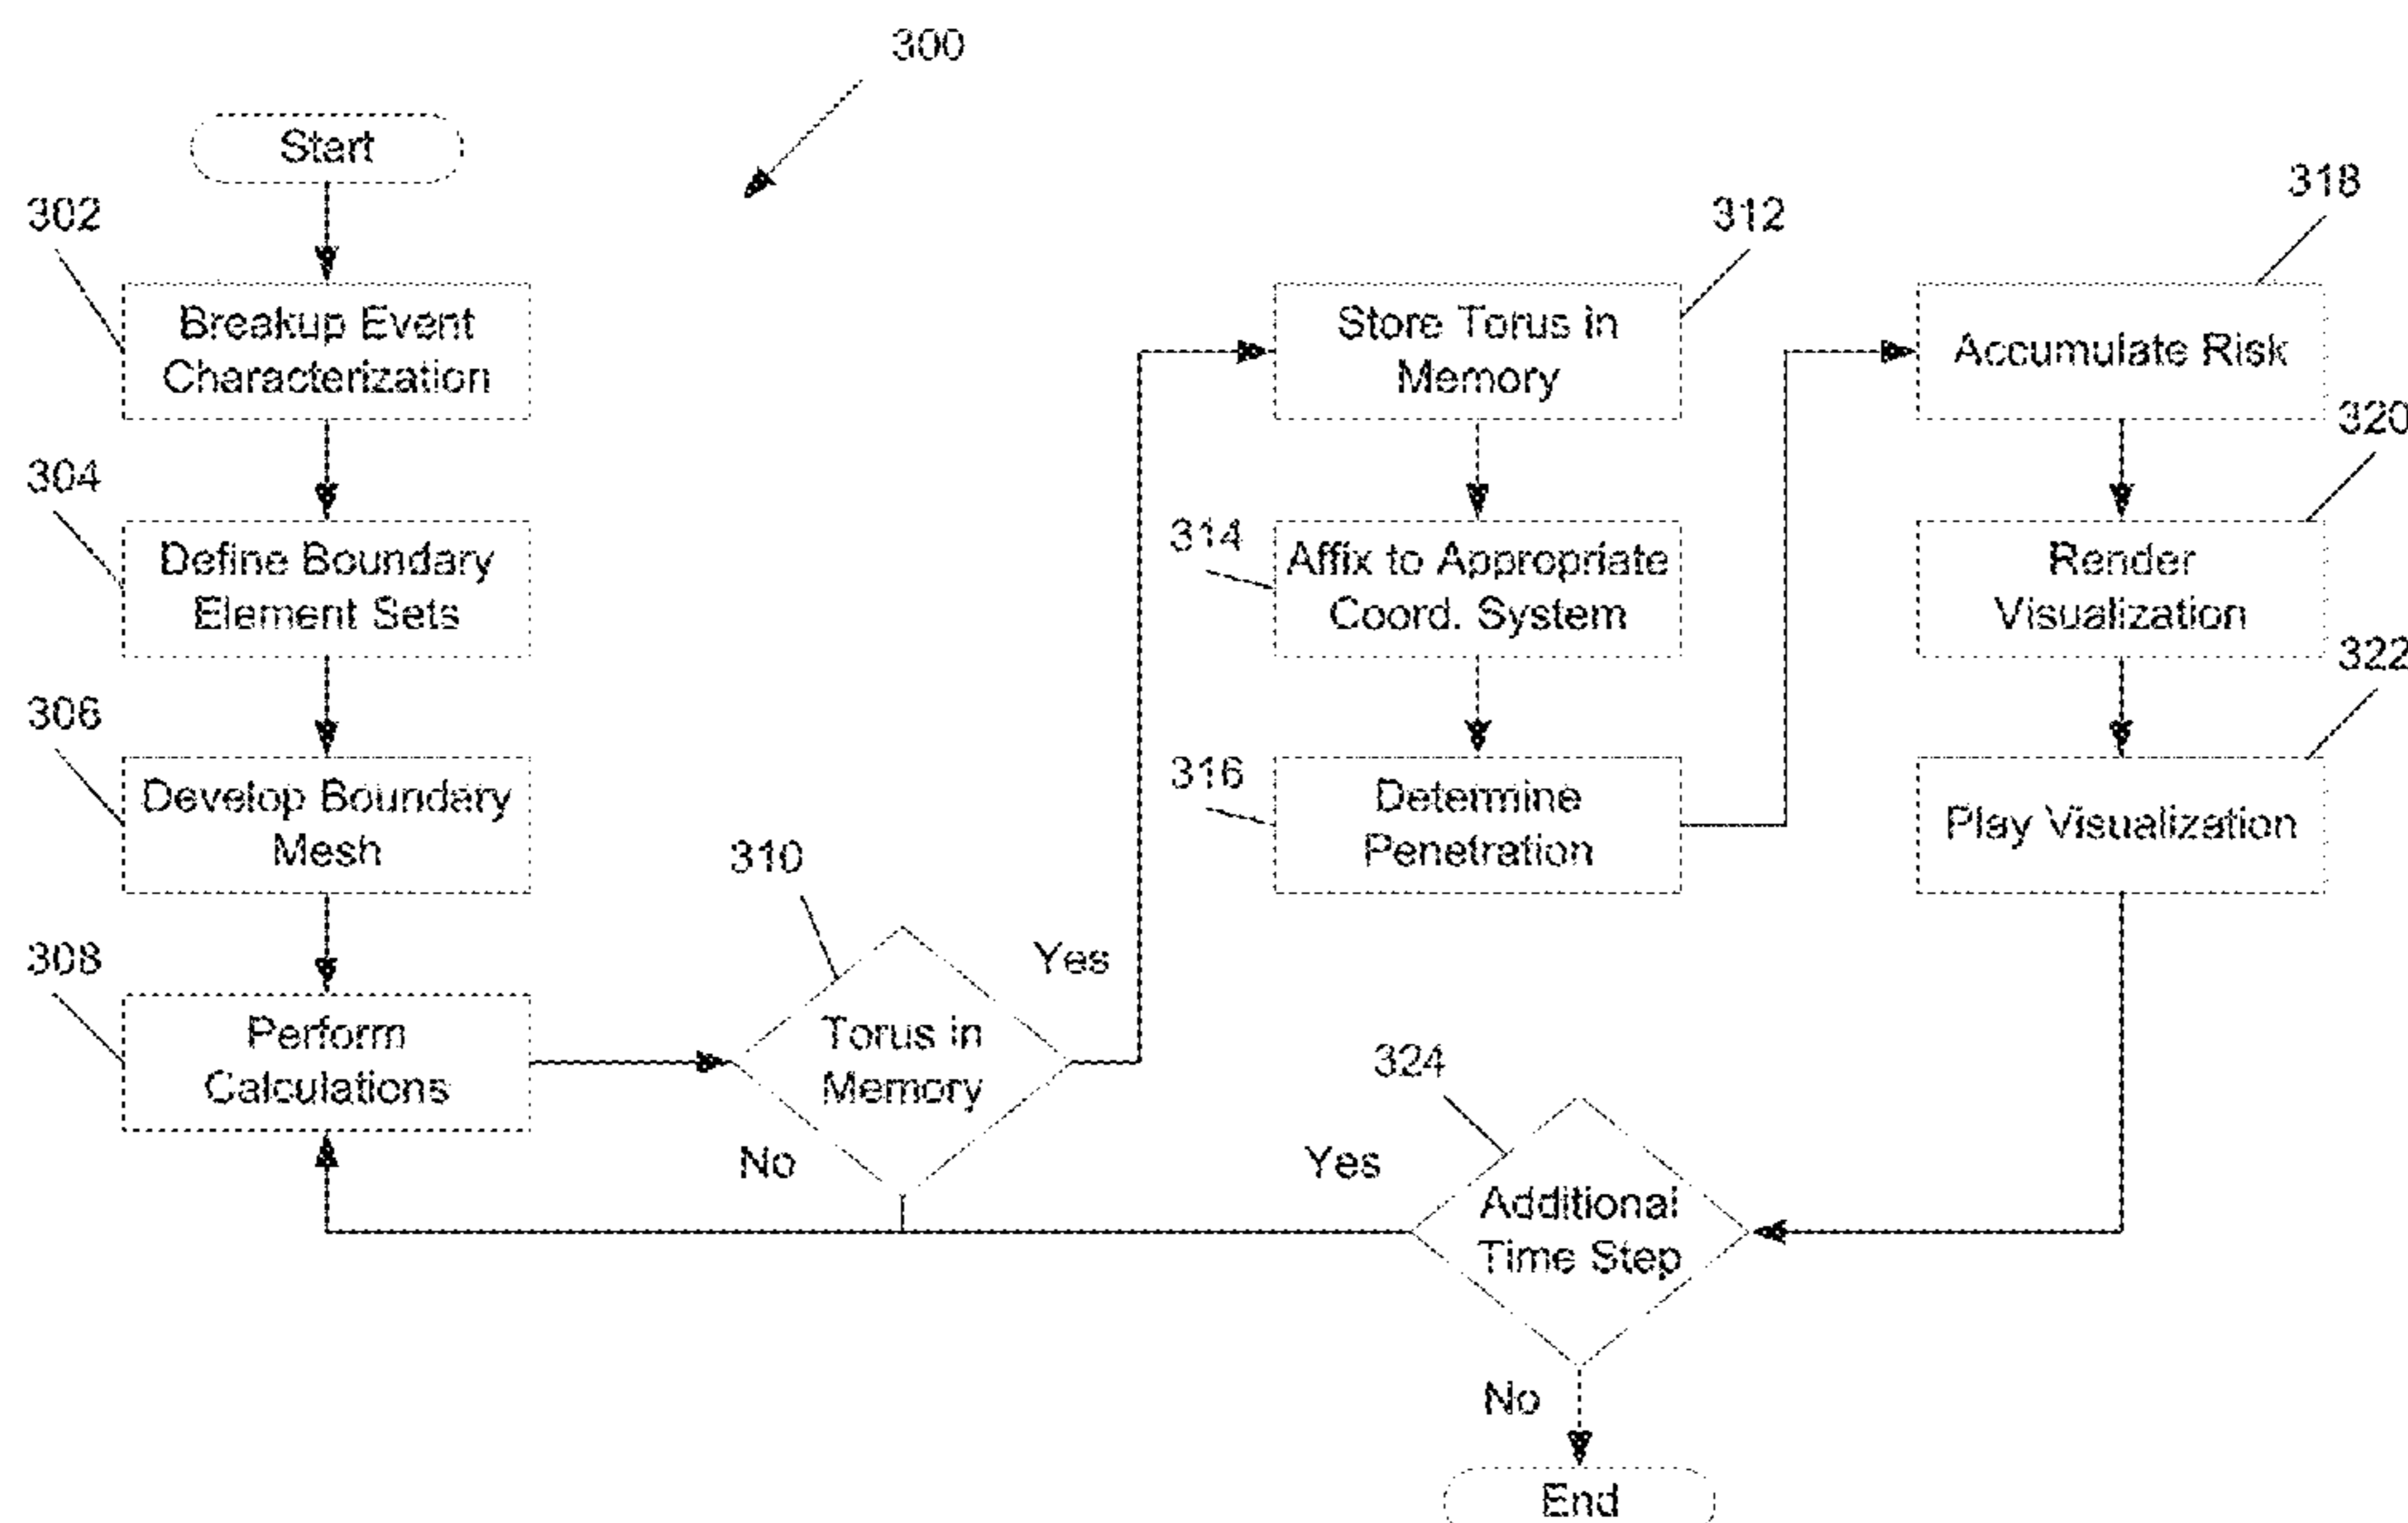 300
Start
302
Breakup Event
Characterization
304
Define Boundary
Element Sets
306
Develop Boundary
Mesh
308
Perform
Calculations
310
Torus in
Memory
Yes
No
312
Store Torus in
Memory
314
Affix to Appropriate
Coord. System
316
Determine
Penetration
318
Accumulate Risk
320
Render
Visualization
322
Play Visualization
324
Additional
Time Step
Yes
No
End